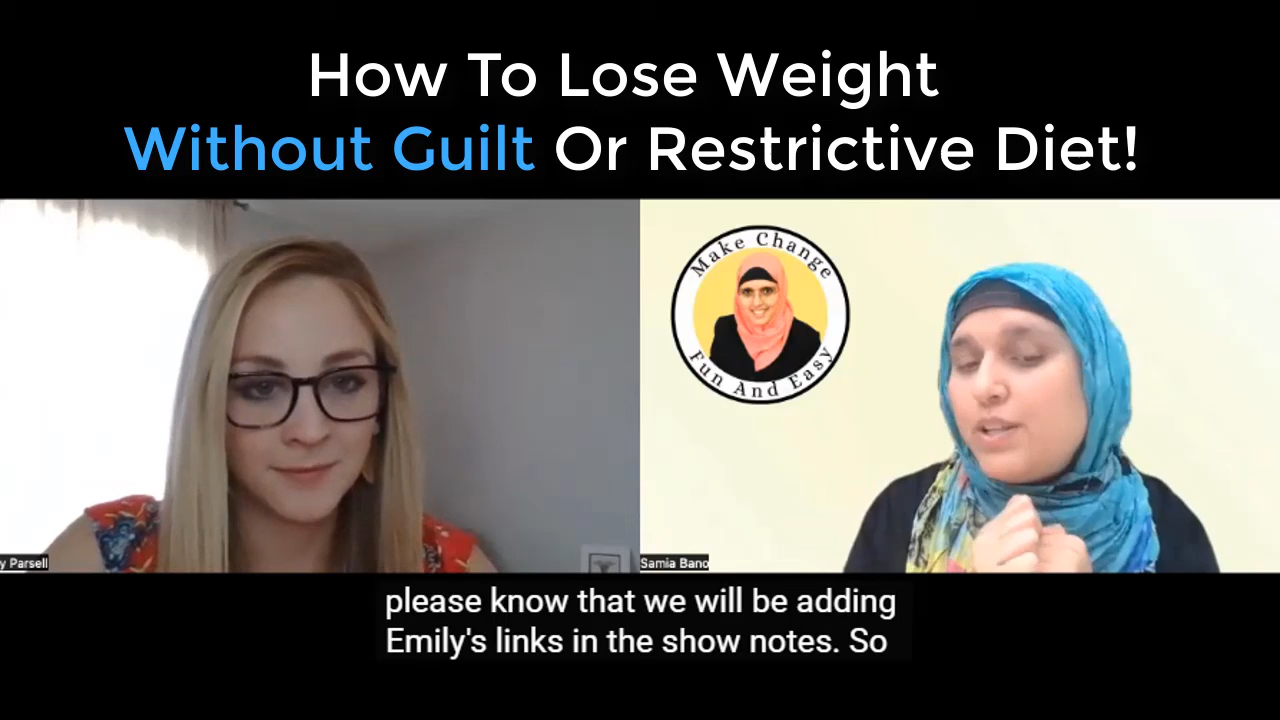 How To Lose Weight
Without Guilt Or Restrictive Diet!
Make Change
Fun And Easy
y Parsell
Samia Bano
please know that we will be adding
Emily's links in the show notes. So